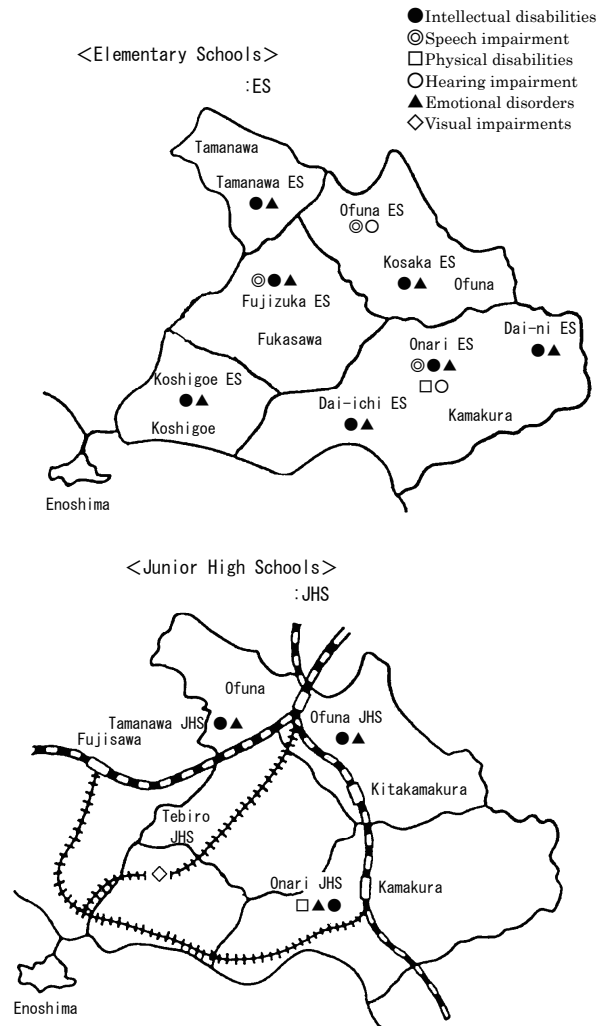 ●Intellectual disabilities
◎Speech impairment
□Physical disabilities
○Hearing impairment
▲Emotional disorders
◇Visual impairments
<Elementary Schools>
:ES
Tamanawa
Tamanawa ES
●▲
Ofuna ES
◎○
Kosaka ES
●▲
Ofuna
◎●▲
Fujizuka ES
Fukasawa
Dai-ni ES
●▲
Onari ES
◎●▲
□○
Koshigoe ES
●▲
Koshigoe
Dai-ichi ES
●▲
Kamakura
Enoshima
<Junior High Schools>
:JHS
Ofuna
Tamanawa JHS ●▲
Fujisawa
Ofuna JHS
●▲
Kitakamakura
Tebiro
JHS
◇
Onari JHS
□▲●
Kamakura
Enoshima